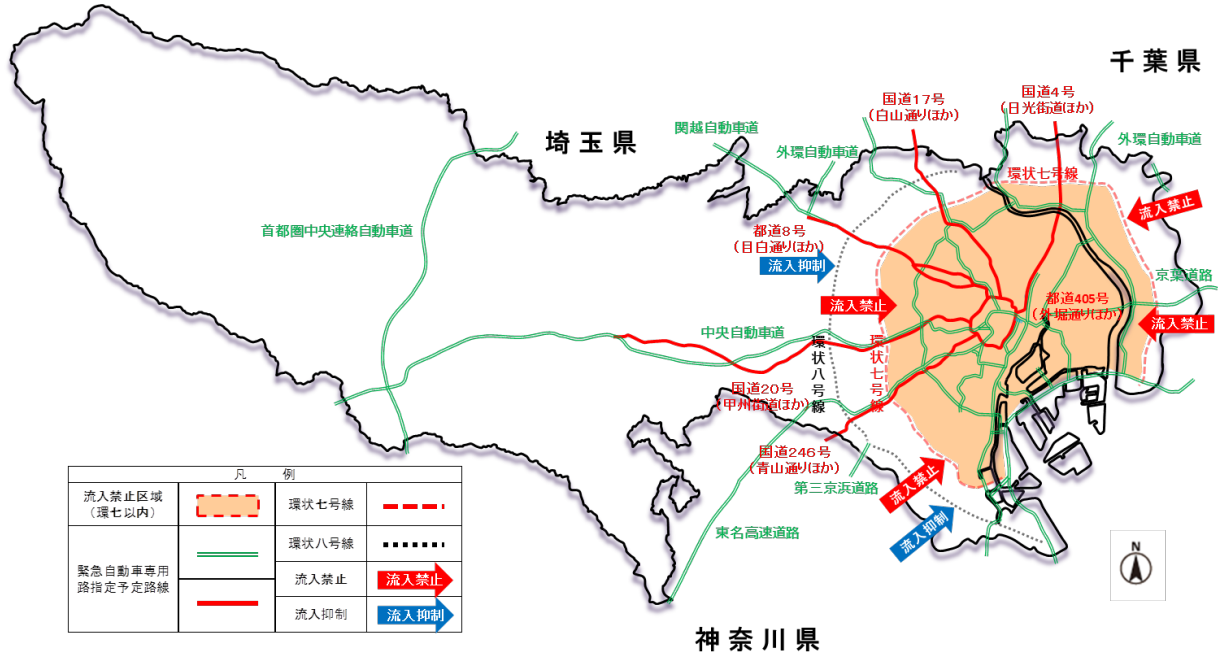 千葉県
国道17号
（白山通りほか）
国道4号
（日光街道ほか）
埼玉県
関越自動車道
外環自動車道
外環自動車道
環状七号線
流入禁止
首都圏中央連絡自動車道
都道8号
（目白通りほか）
流入抑制
流入禁止
京葉道路
都道405号
（外堀通りほか
流入禁止
中央自動車道
環状八号線
環状七号線
国道20号
（甲州街道ほか）
国道246号
（青山通りほか）
第三京浜道路
流入禁止
流入抑制
東名高速道路
神奈川県
N
凡 例
流入禁止区域
（環七以内）
環状七号線
環状八号線
緊急自動車専用
路指定予定路線
流入禁止
流入禁止
流入抑制
流入抑制